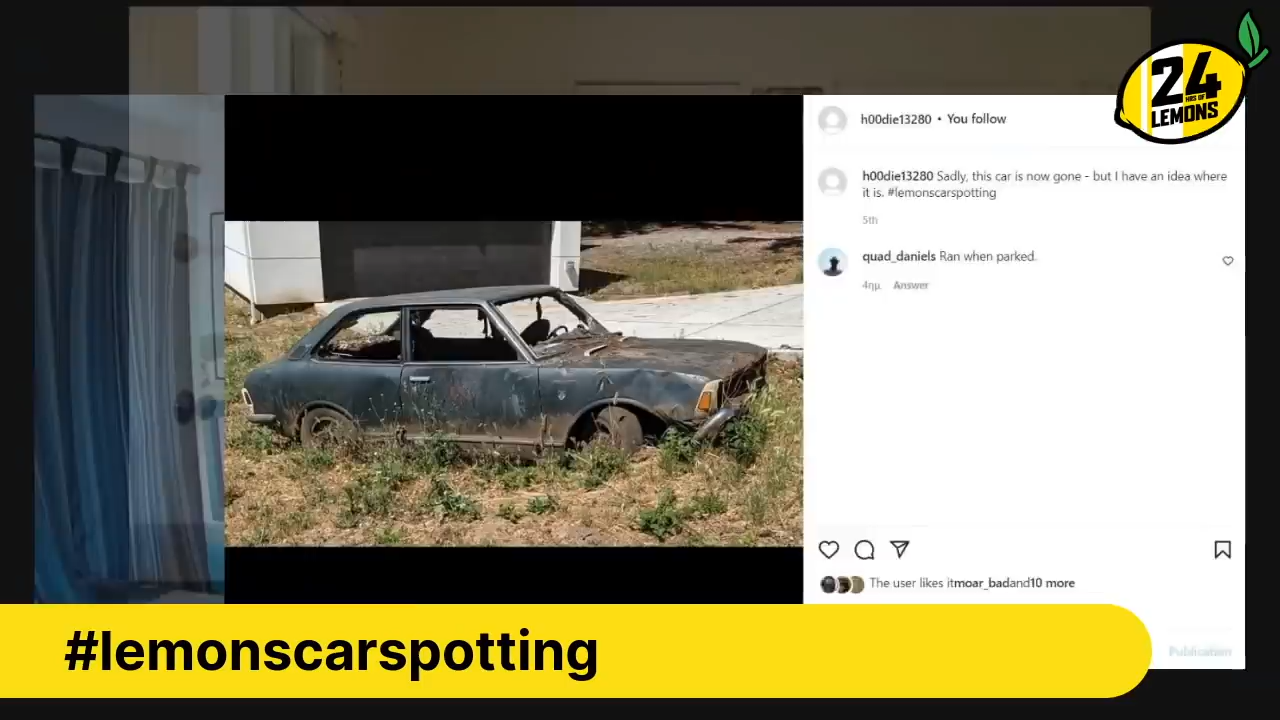 24
HRS OF
LEMONS
h00die13280 • You follow
h00die13280 Sadly, this car is now gone - but I have an idea where
it is. #lemonscarspotting
5th
quad_daniels Ran when parked.
4ημ. Answer
The user likes itmoar_badand10 more
Publication
#lemonscarspotting